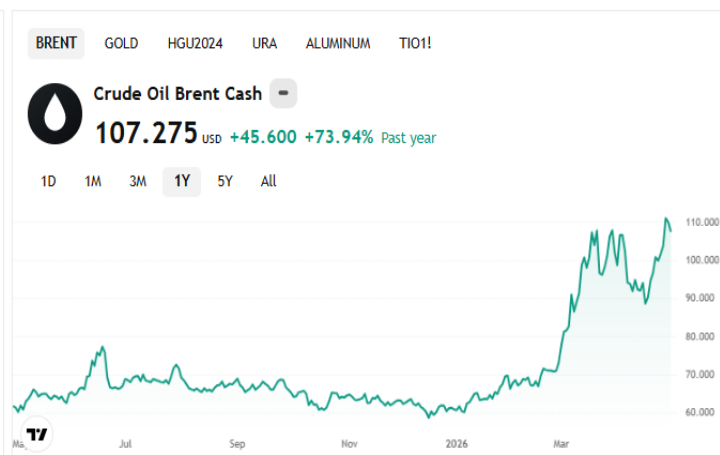 BRENT GOLD HGU2024 URA ALUMINUM TIO1!
Crude Oil Brent Cash
107.275 USD +45.600 +73.94% Past year
1D 1M 3M 1Y 5Y All
110.000
100.000
90.000
80.000
70.000
60.000
Jul Sep Nov 2026 Mar